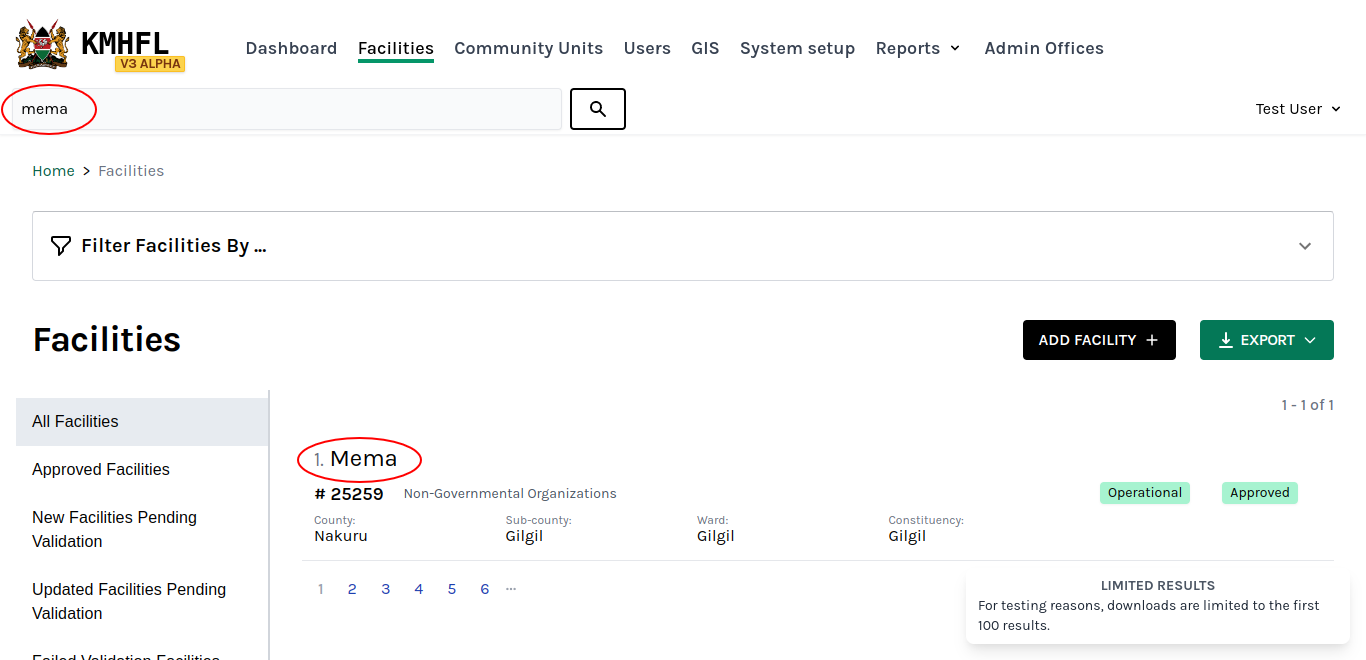 KMHFL
V3 ALPHA
Dashboard Facilities Community Units Users GIS System setup Reports Admin Offices
mema
Test User
Home > Facilities
Filter Facilities By ...
Facilities
ADD FACILITY +
EXPORT
All Facilities
Approved Facilities
New Facilities Pending
Validation
Updated Facilities Pending
Validation
Failed Validation Facilities
1 - 1 of 1
1. Mema
# 25259 Non-Governmental Organizations
Operational Approved
County: Sub-county: Ward: Constituency:
Nakuru Gilgil Gilgil Gilgil
1 2 3 4 5 6 ...
LIMITED RESULTS
For testing reasons, downloads are limited to the first
100 results.